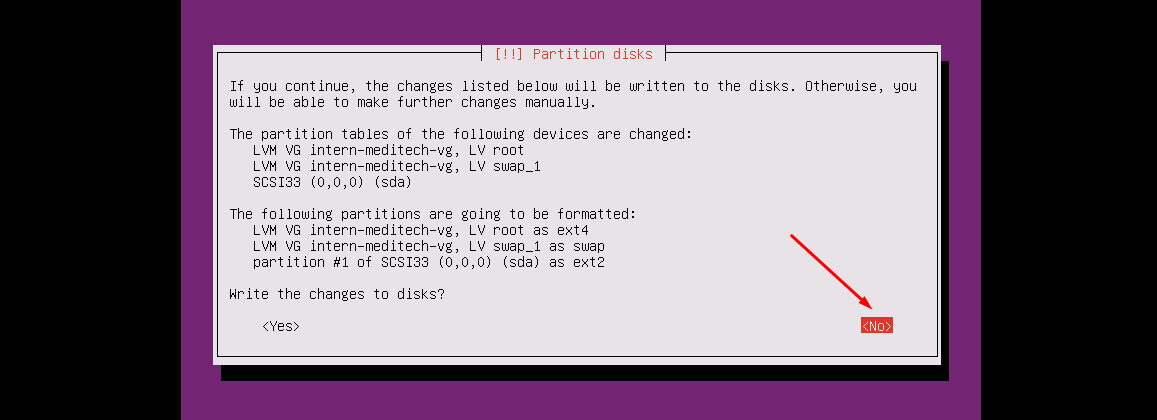 [!!] Partition disks
If you continue, the changes listed below will be written to the disks. Otherwise, you
will be able to make further changes manually.
The partition tables of the following devices are changed:
LVM VG intern-meditech-vg, LV root
LVM VG intern-meditech-vg, LV swap_1
SCSI33 (0,0,0) (sda)
The following partitions are going to be formatted:
LVM VG intern-meditech-vg, LV root as ext4
LVM VG intern-meditech-vg, LV swap_1 as swap
partition #1 of SCSI33 (0,0,0) (sda) as ext2
Write the changes to disks?
<Yes> <No>